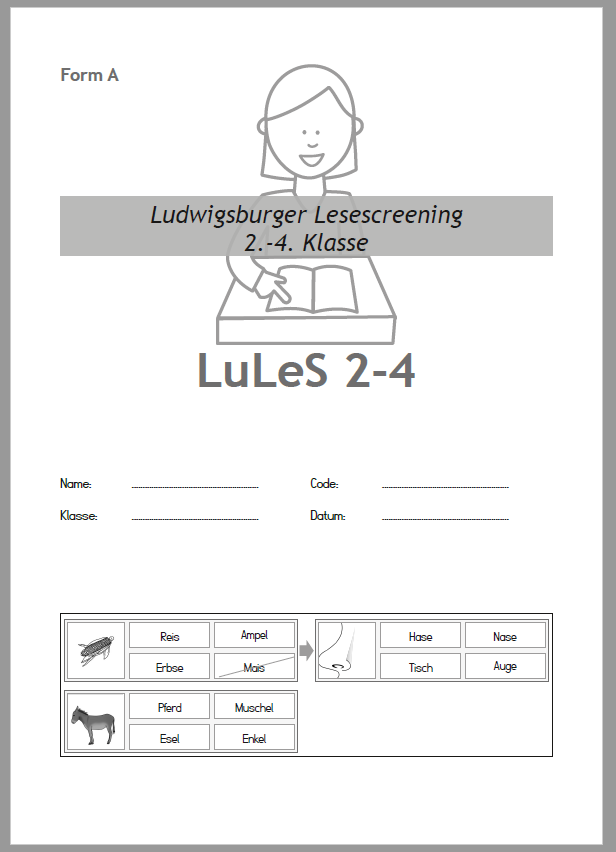 Form A
Ludwigsburger Lesescreening
2.-4. Klasse
LuLeS 2-4
Name: Code:
Klasse: Datum:
Reis Ampel Hase Nase
Erbse Mais Tisch Auge
Pferd Muschel
Esel Enkel